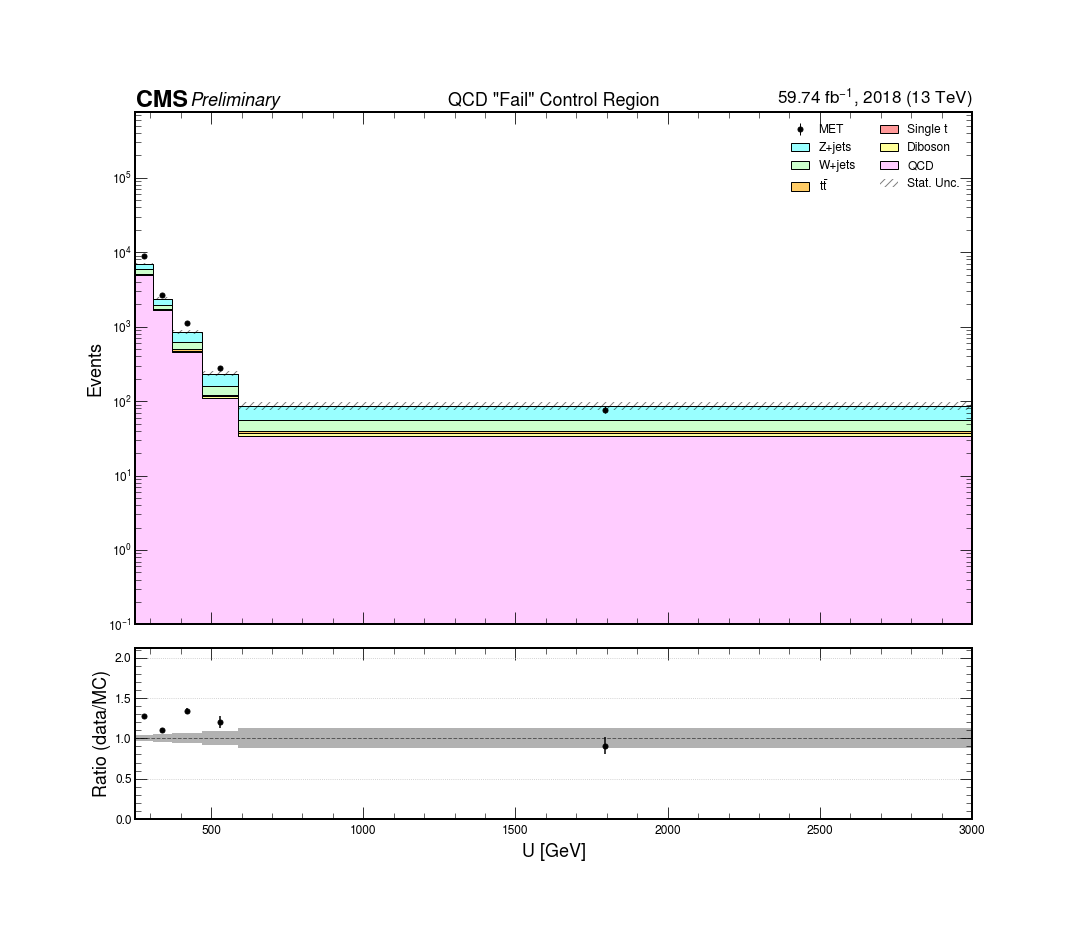 CMS Preliminary QCD "Fail" Control Region 59.74 fb⁻¹, 2018 (13 TeV)
MET Single t
Z+jets Diboson
W+jets QCD
tt̄ Stat. Unc.
10⁵
10⁴
10³
10²
10¹
10⁰
10⁻¹
Events
2.0
1.5
1.0
0.5
0.0
Ratio (data/MC)
500 1000 1500 2000 2500 3000
U [GeV]